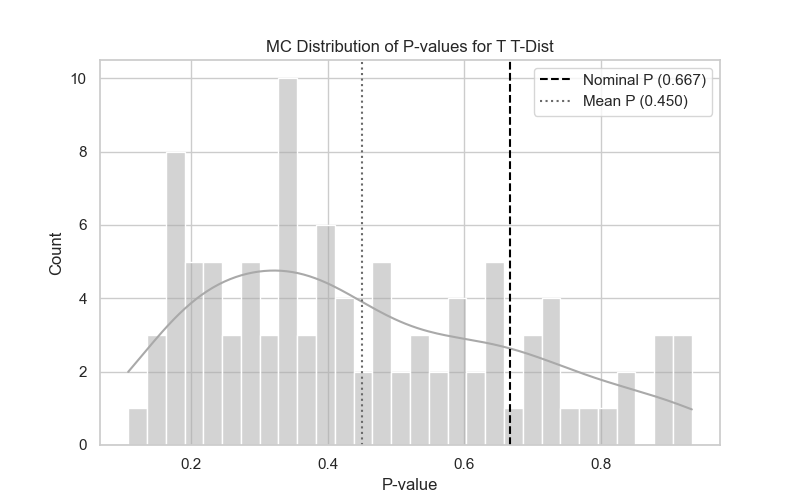 MC Distribution of P-values for T T-Dist
Nominal P (0.667)
Mean P (0.450)
10
8
6
4
2
0
Count
0.2 0.4 0.6 0.8
P-value